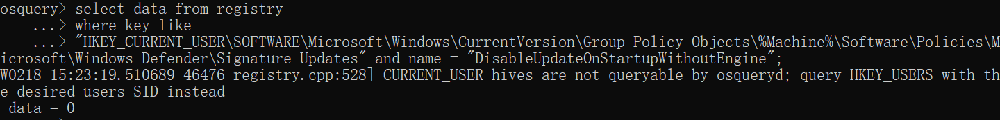 osquery> select data from registry
...> where key like
...> "HKEY_CURRENT_USER\SOFTWARE\Microsoft\Windows\CurrentVersion\Group Policy Objects\%Machine%\Software\Policies\M
icrosoft\Windows Defender\Signature Updates" and name = "DisableUpdateOnStartupWithoutEngine";
W0218 15:23:19.510689 46476 registry.cpp:528] CURRENT_USER hives are not queryable by osqueryd; query HKEY_USERS with th
e desired users SID instead
data = 0